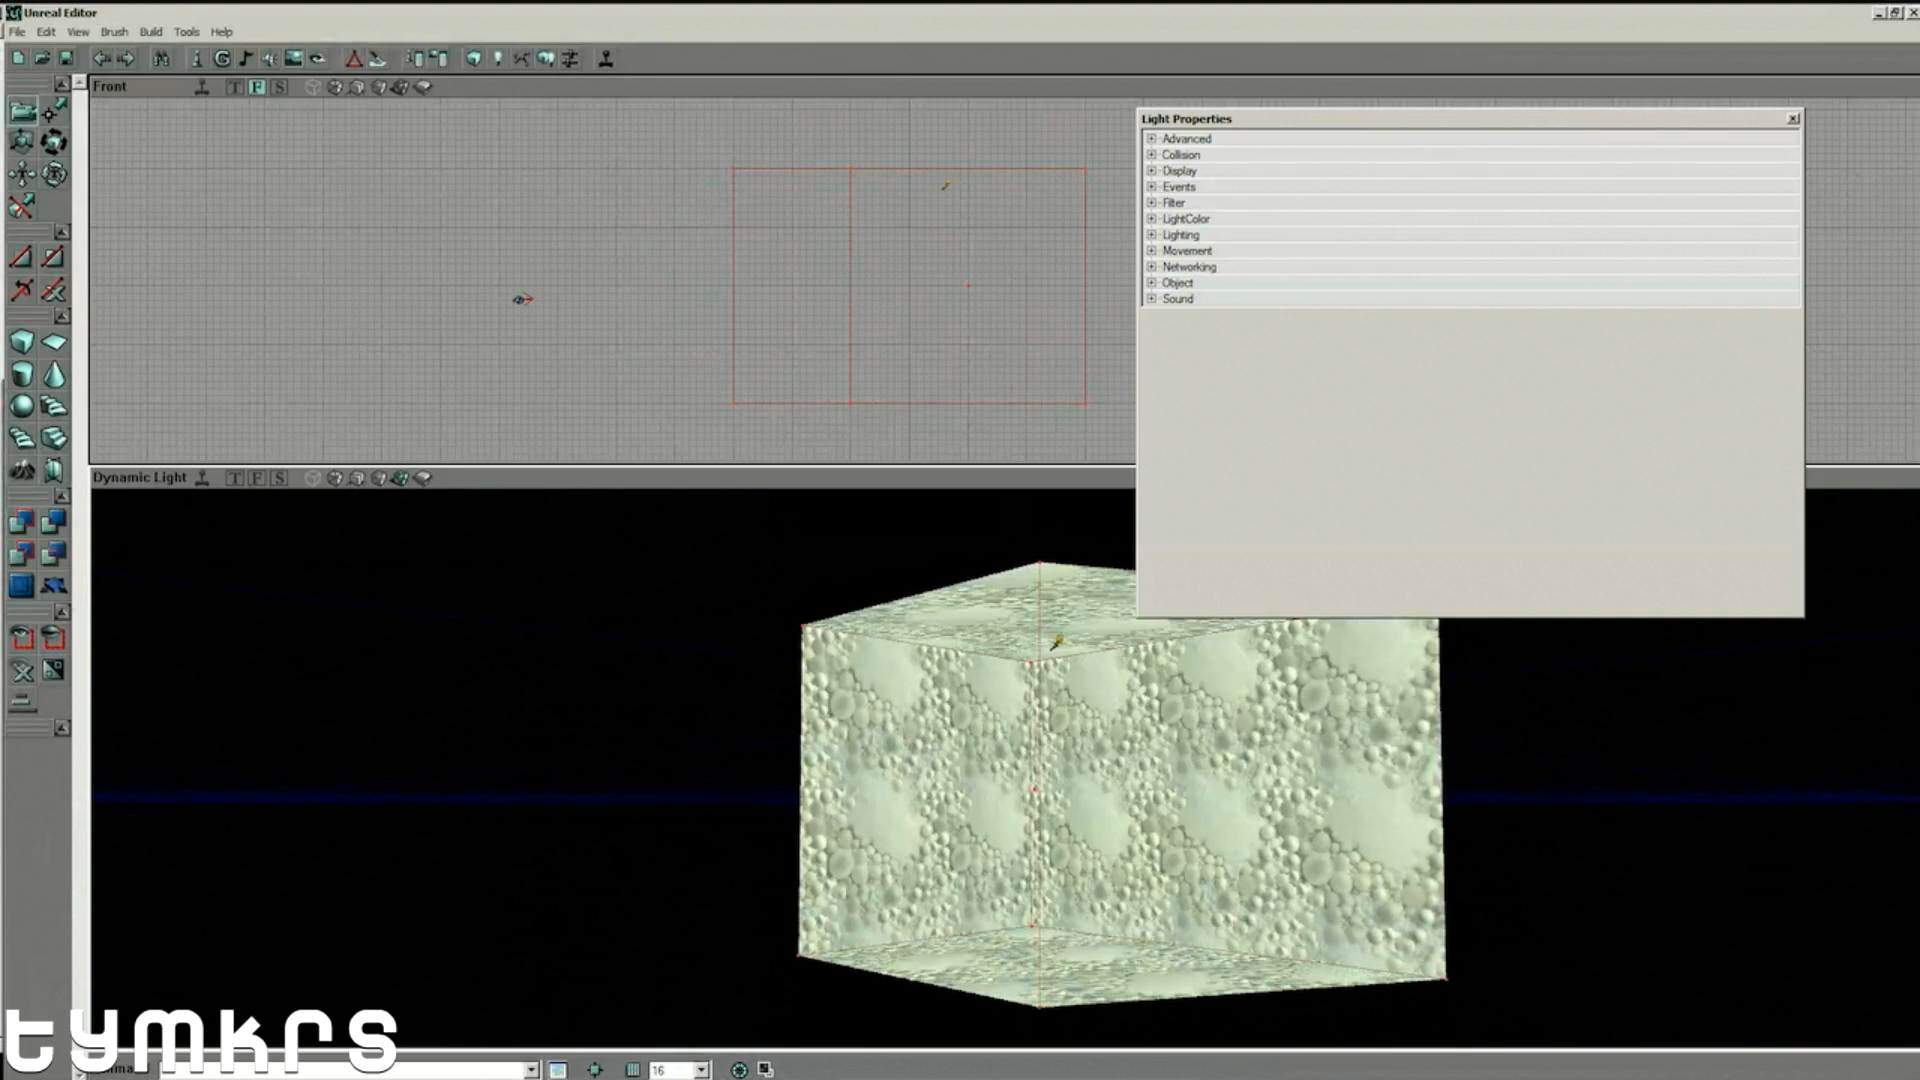 Unreal Editor
File Edit View Brush Build Tools Help
Front T F S
Light Properties
Advanced
Collision
Display
Events
Filter
LightColor
Lighting
Movement
Networking
Object
Sound
Dynamic Light T F S
tymkrs
16